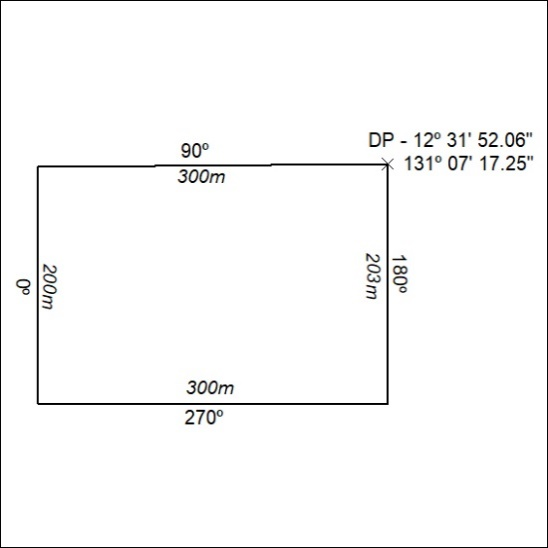 DP - 12º 31' 52.06"
131º 07' 17.25"
90º
300m
0º
200m
203m
180º
300m
270º